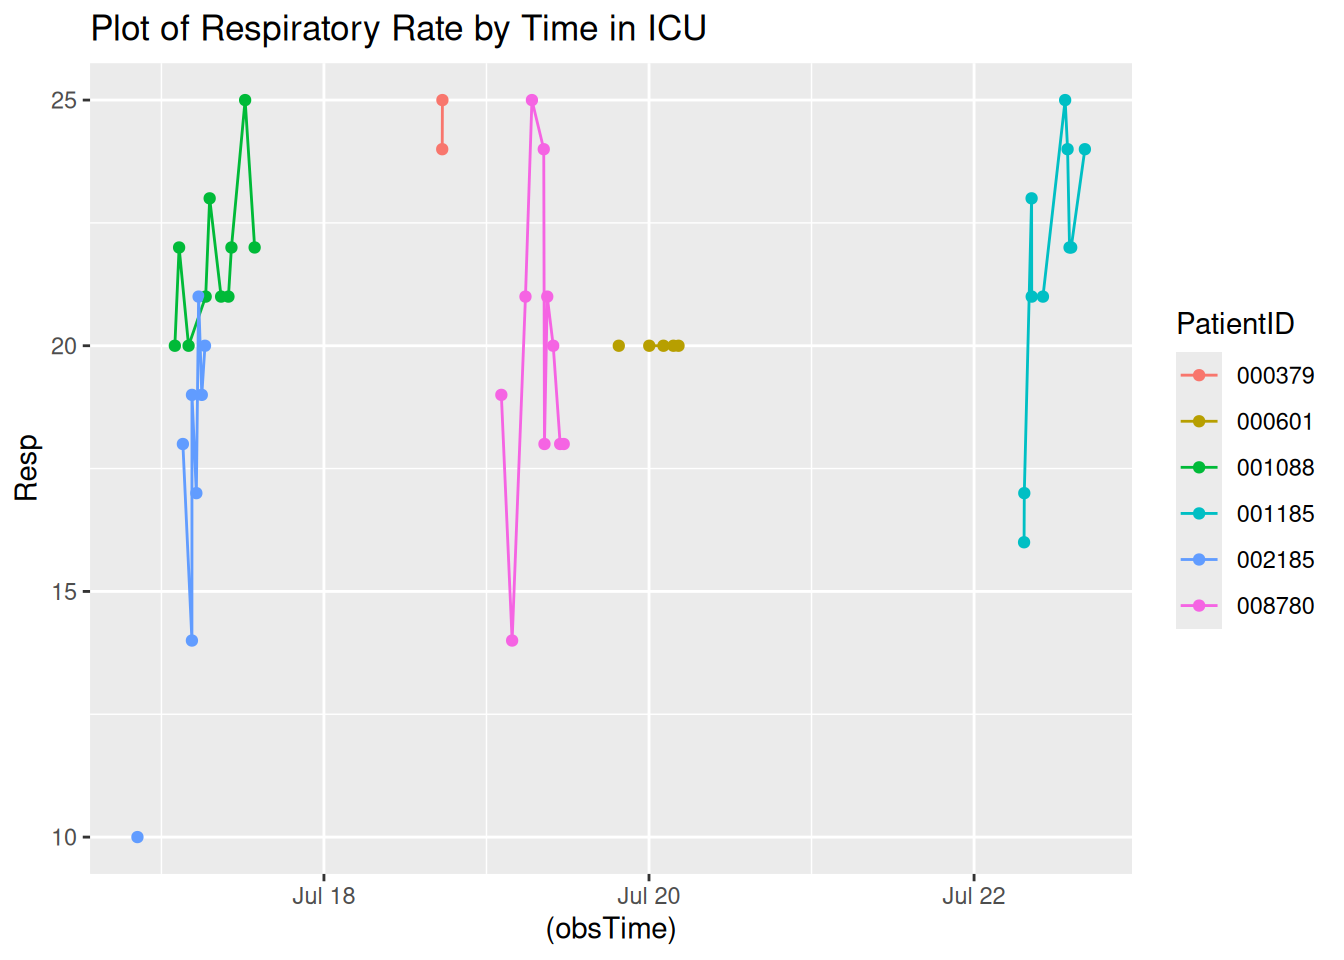 Plot of Respiratory Rate by Time in ICU
25
20
15
10
Resp
Jul 18
Jul 20
Jul 22
(obsTime)
PatientID
000379
000601
001088
001185
002185
008780